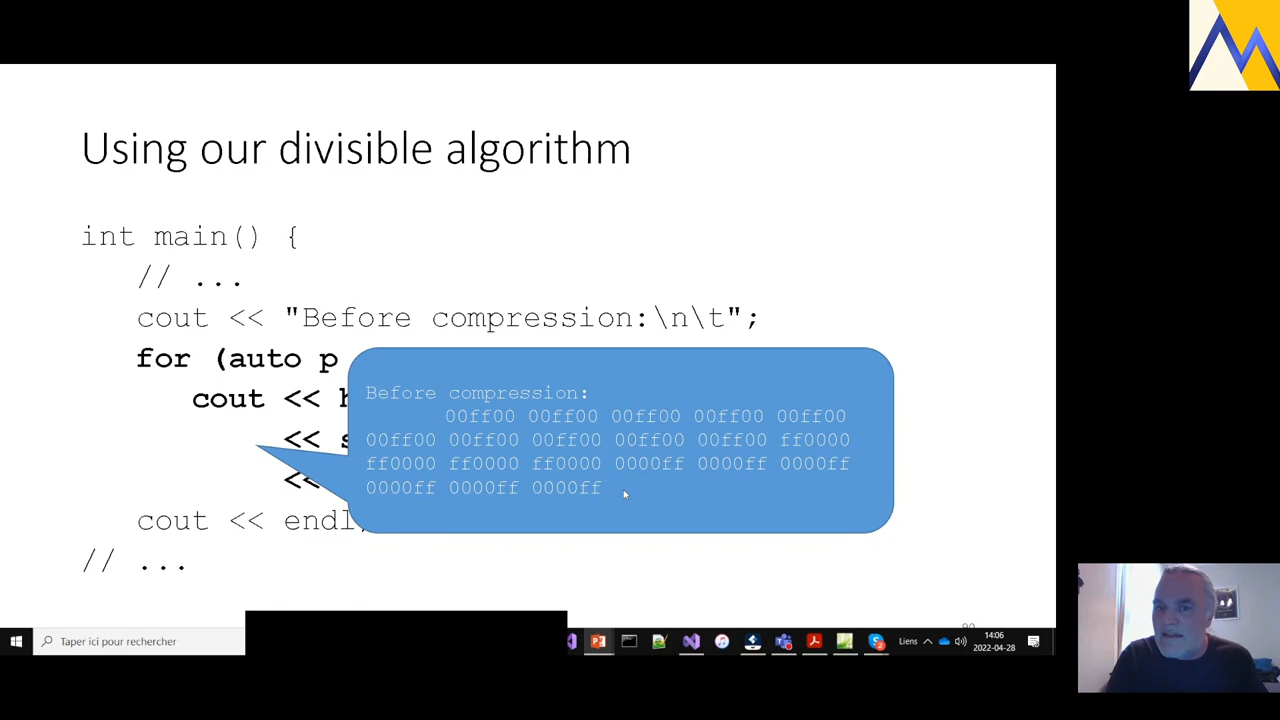 Using our divisible algorithm
int main() {
// ...
cout << "Before compression:\n\t";
for (auto p
cout << h
<< s
<<
cout << endl;
// ...
Before compression:
00ff00 00ff00 00ff00 00ff00 00ff00
00ff00 00ff00 00ff00 00ff00 00ff00 ff0000
ff0000 ff0000 ff0000 0000ff 0000ff 0000ff
0000ff 0000ff 0000ff
Taper ici pour rechercher
Liens
14:06
2022-04-28